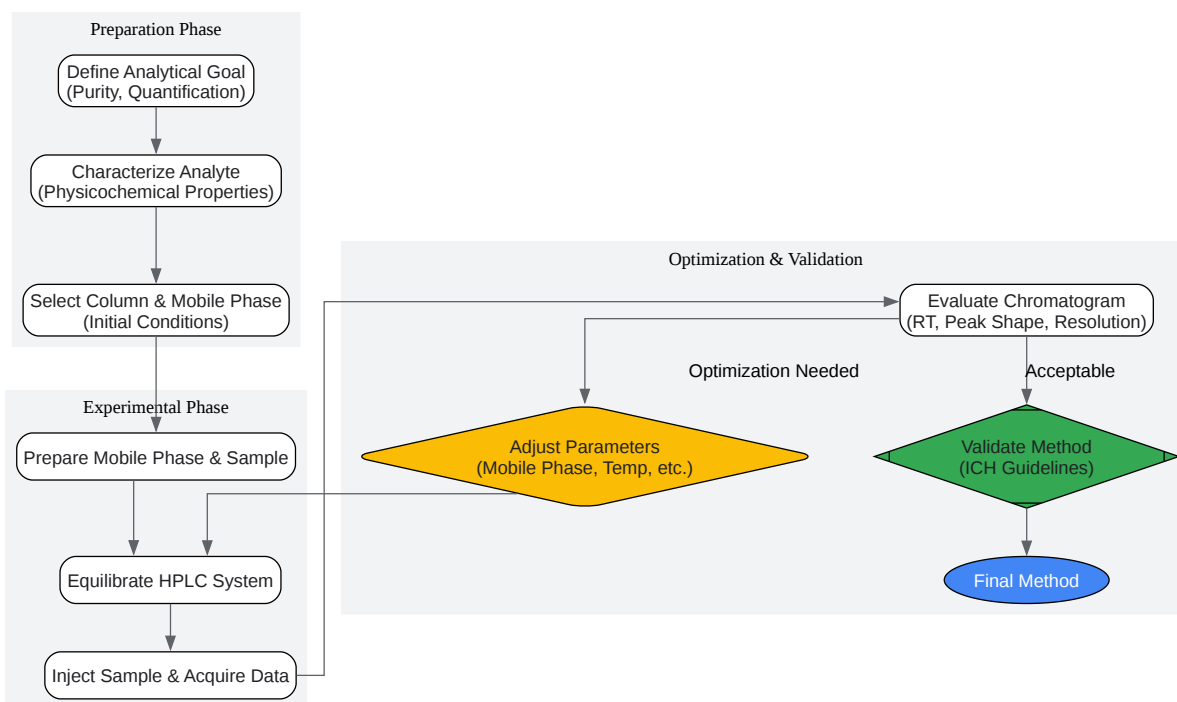 Preparation Phase
Define Analytical Goal
(Purity, Quantification)
Characterize Analyte
(Physicochemical Properties)
Select Column & Mobile Phase
(Initial Conditions)
Experimental Phase
Prepare Mobile Phase & Sample
Equilibrate HPLC System
Inject Sample & Acquire Data
Optimization & Validation
Evaluate Chromatogram
(RT, Peak Shape, Resolution)
Optimization Needed
Acceptable
Adjust Parameters
(Mobile Phase, Temp, etc.)
Validate Method
(ICH Guidelines)
Final Method